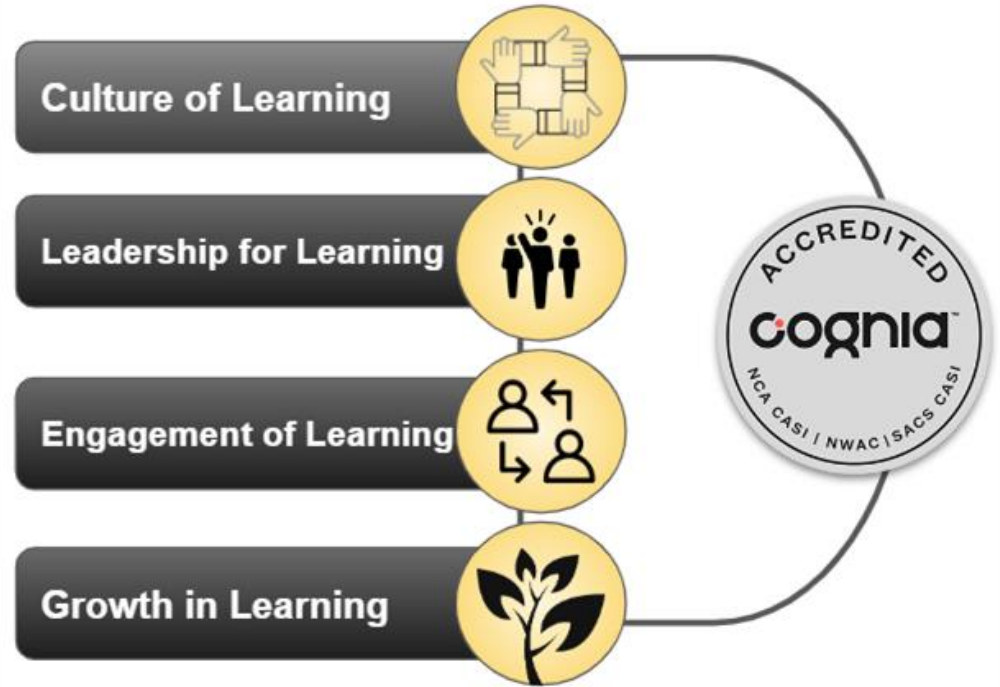 Culture of Learning
Leadership for Learning
Engagement of Learning
Growth in Learning
ACCREDITED
cognia™
NCA CASI | NWAC | SACS CASI